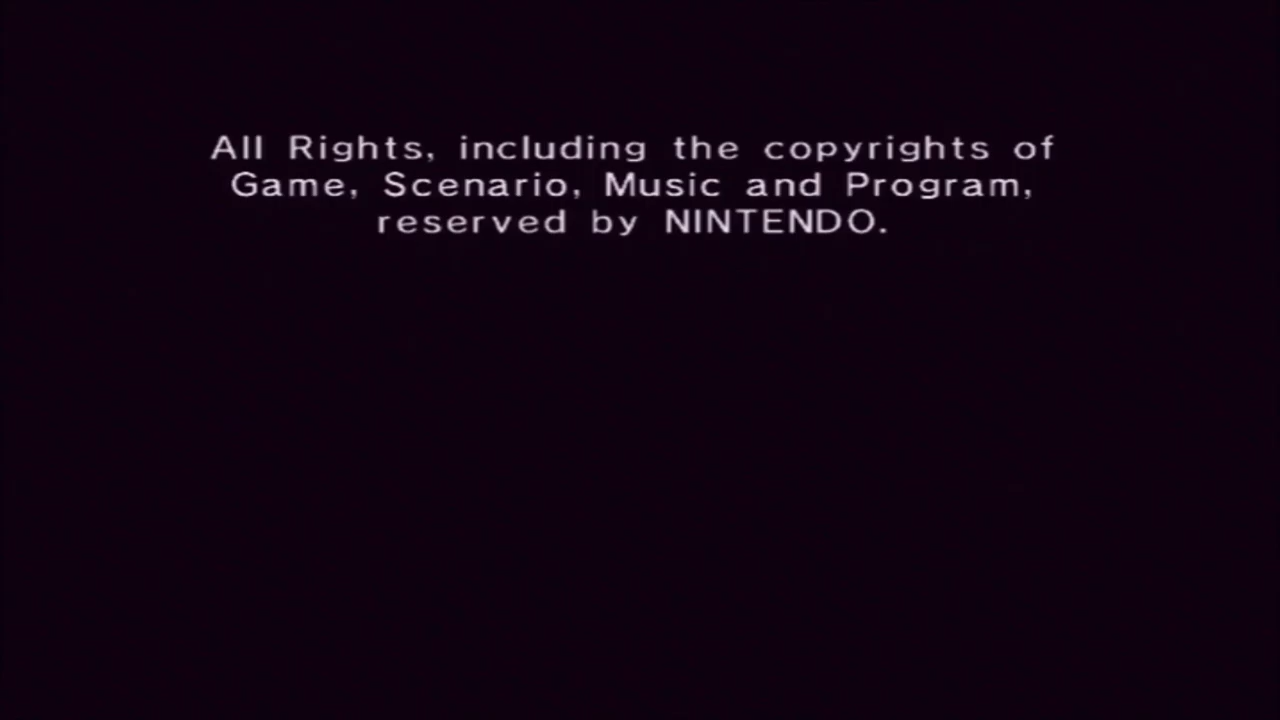 All Rights, including the copyrights of
Game, Scenario, Music and Program,
reserved by NINTENDO.